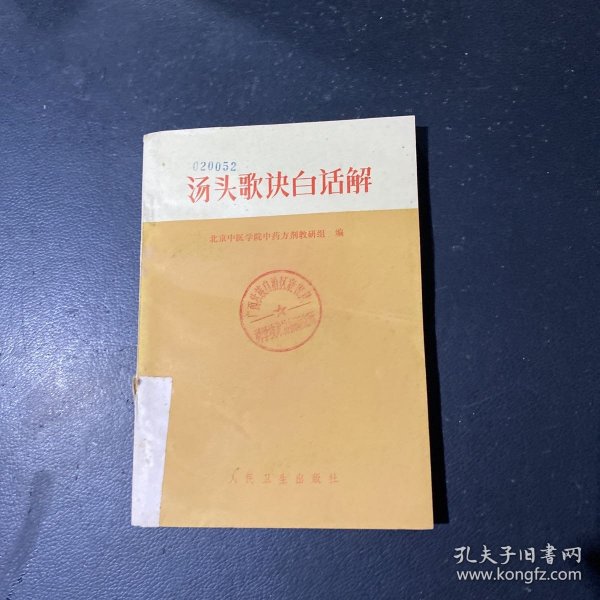 020052
汤头歌诀白话解
北京中医学院中药方剂教研组 编
人民卫生出版社
孔夫子旧书网
www.kongfz.com